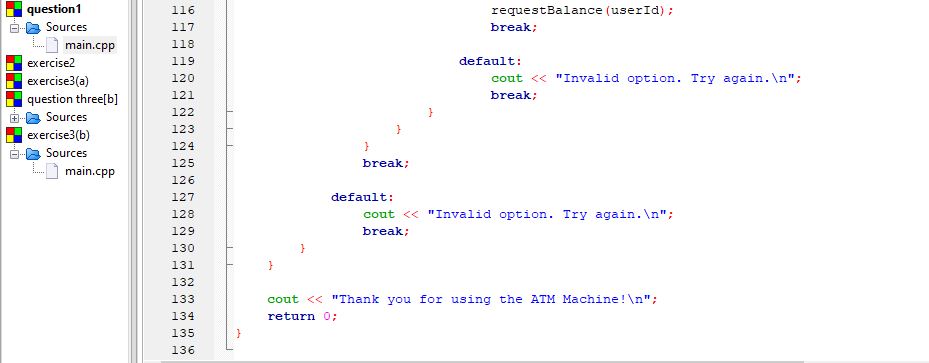 question1
Sources
main.cpp
exercise2
exercise3(a)
question three[b]
Sources
exercise3(b)
Sources
main.cpp
116 requestBalance(userId);
117 break;
118
119 default:
120 cout << "Invalid option. Try again.\n";
121 break;
122 }
123 }
124 }
125 break;
126
127 default:
128 cout << "Invalid option. Try again.\n";
129 break;
130 }
131 }
132
133 cout << "Thank you for using the ATM Machine!\n";
134 return 0;
135 }
136